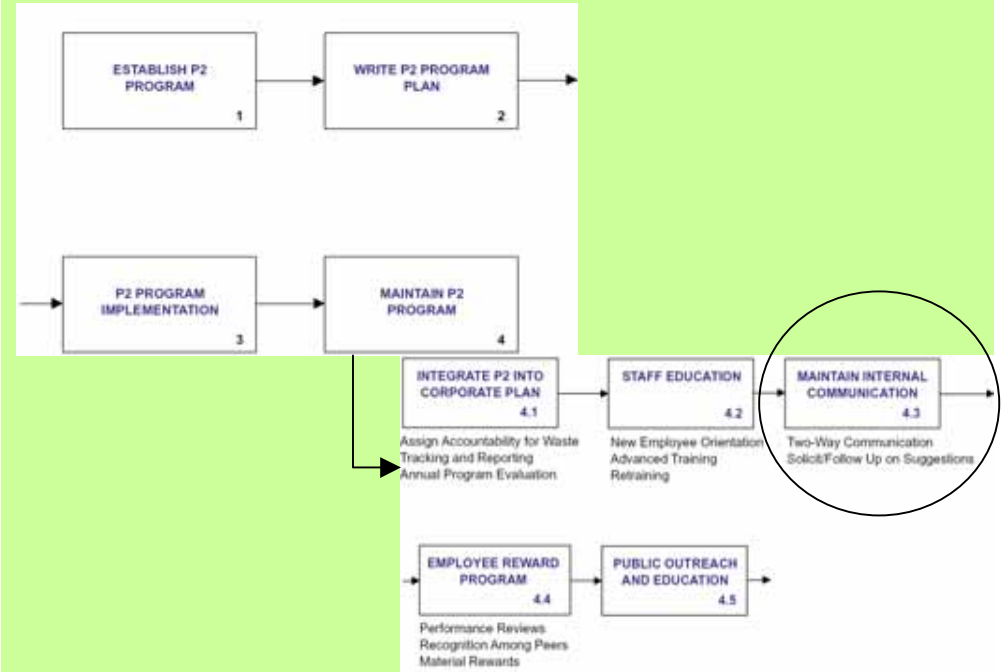 ESTABLISH P2
PROGRAM
1
WRITE P2 PROGRAM
PLAN
2
P2 PROGRAM
IMPLEMENTATION
3
MAINTAIN P2
PROGRAM
4
INTEGRATE P2 INTO
CORPORATE PLAN
4.1
Assign Accountability for Waste
Tracking and Reporting
Annual Program Evaluation
STAFF EDUCATION
4.2
New Employee Orientation
Advanced Training
Retraining
MAINTAIN INTERNAL
COMMUNICATION
4.3
Two-Way Communication
Solicit/Follow Up on Suggestions
EMPLOYEE REWARD
PROGRAM
4.4
Performance Reviews
Recognition Among Peers
Material Rewards
PUBLIC OUTREACH
AND EDUCATION
4.5